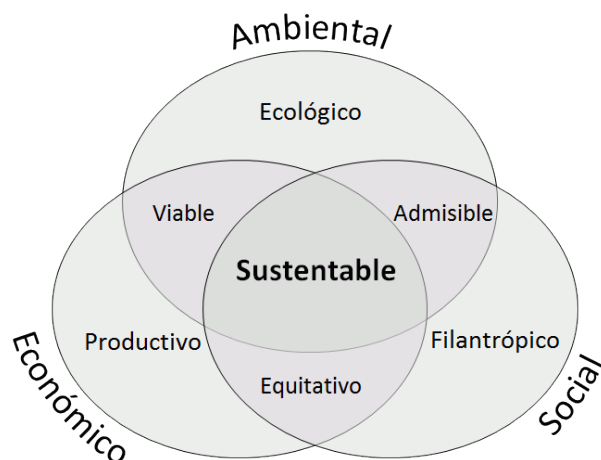 Ambiental
Ecológico
Viable
Admisible
Sustentable
Productivo
Filantrópico
Equitativo
Económico
Social